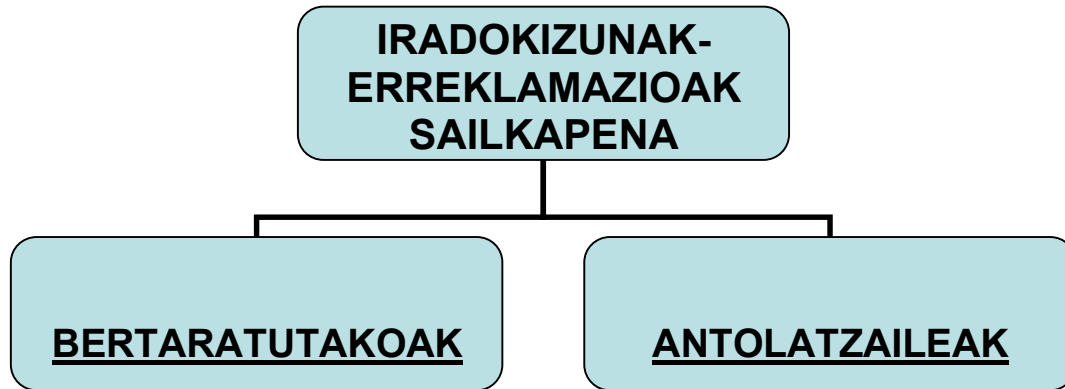 IRADOKIZUNAK-
ERREKLAMAZIOAK
SAILKAPENA
BERTARATUTAKOAK
ANTOLATZAILEAK